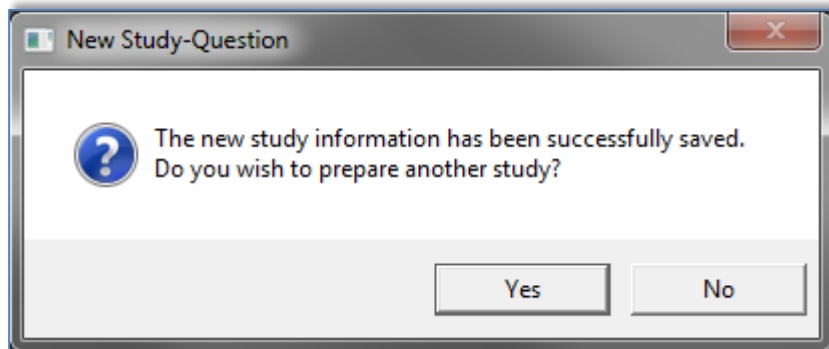 New Study-Question
The new study information has been successfully saved.
Do you wish to prepare another study?
Yes
No